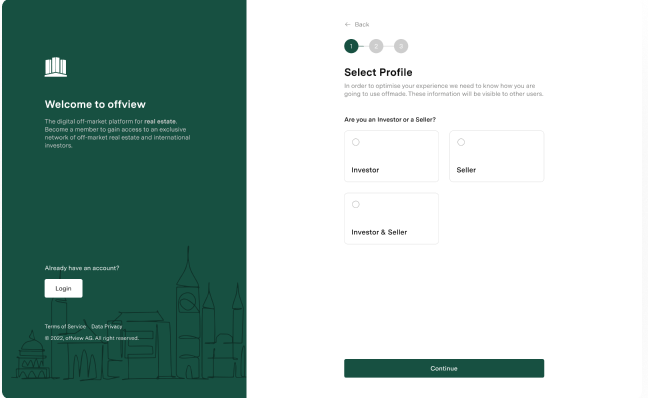 Welcome to offview
The digital off-market platform for real estate.
Become a member to gain access to an exclusive
network of off-market real estate and international
investors.
Already have an account?
Login
Terms of Service Data Privacy
© 2022, offview AG. All right reserved.
← Back
1 2 3
Select Profile
In order to optimise your experience we need to know how you are
going to use offmade. These information will be visible to other users.
Are you an Investor or a Seller?
Investor
Seller
Investor & Seller
Continue